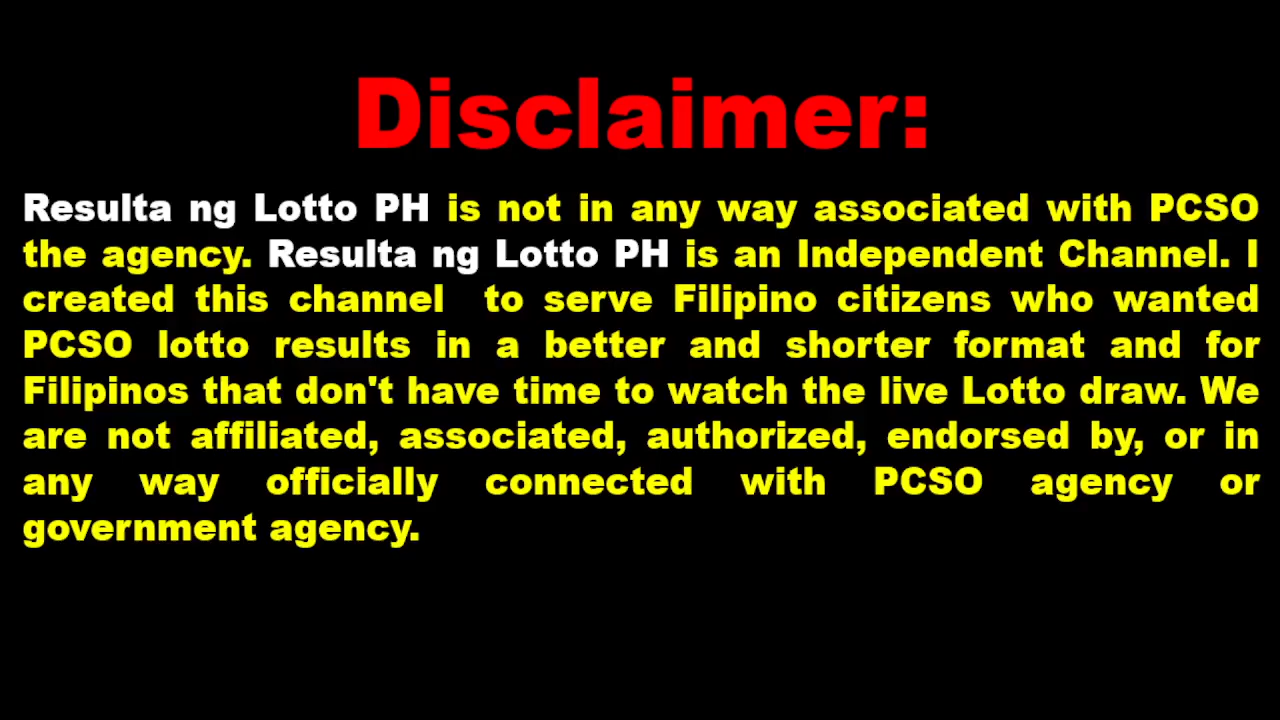 Disclaimer:
Resulta ng Lotto PH is not in any way associated with PCSO
the agency. Resulta ng Lotto PH is an Independent Channel. I
created this channel to serve Filipino citizens who wanted
PCSO lotto results in a better and shorter format and for
Filipinos that don't have time to watch the live Lotto draw. We
are not affiliated, associated, authorized, endorsed by, or in
any way officially connected with PCSO agency or
government agency.